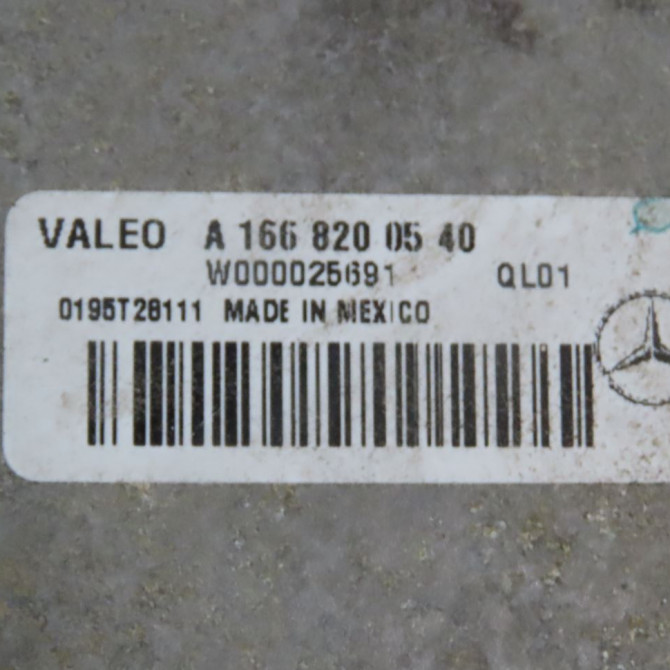 VALEO A 166 820 05 40
W000025691 QL01
0195T28111 MADE IN MEXICO